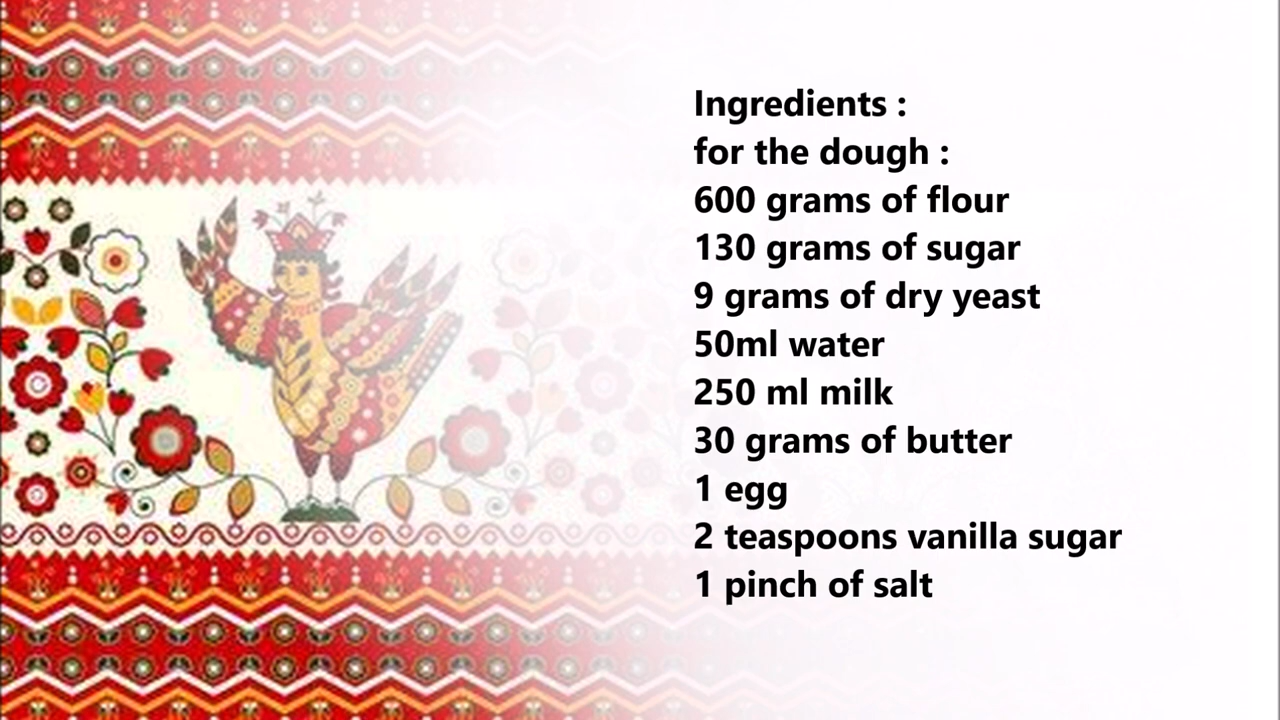 Ingredients :
for the dough :
600 grams of flour
130 grams of sugar
9 grams of dry yeast
50ml water
250 ml milk
30 grams of butter
1 egg
2 teaspoons vanilla sugar
1 pinch of salt